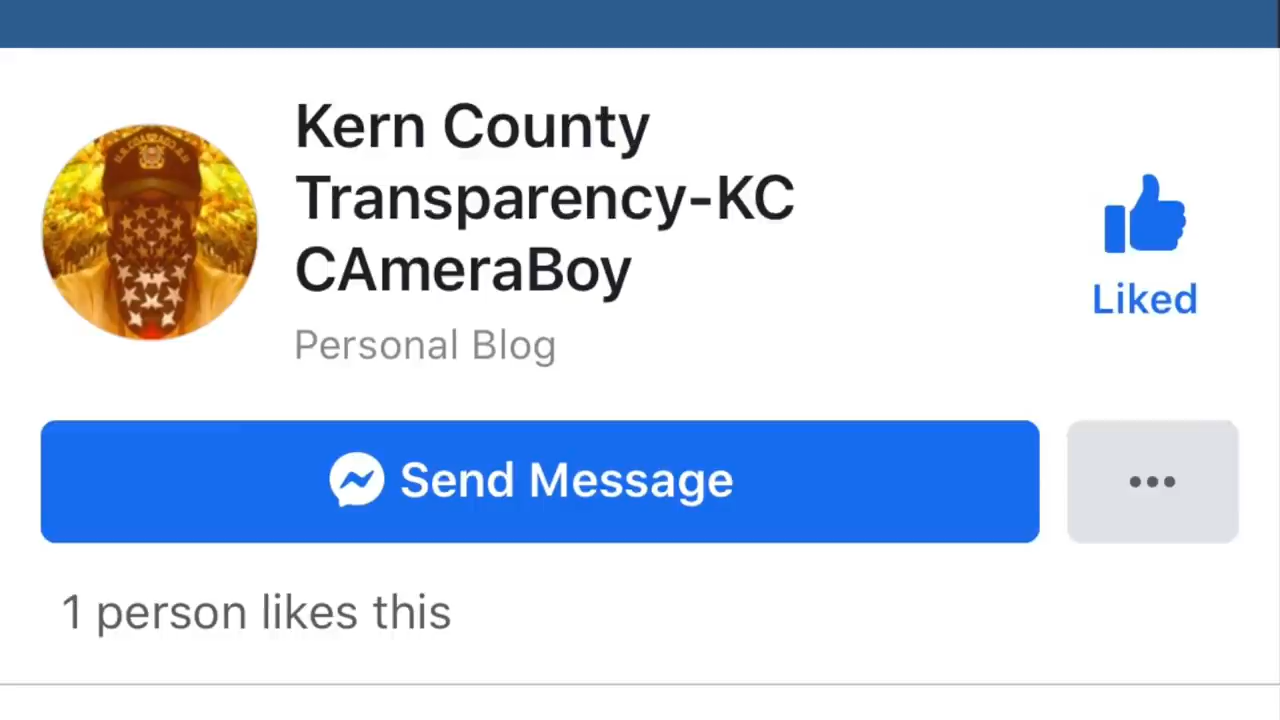 Kern County
Transparency-KC
CAmeraBoy
Personal Blog
Liked
Send Message
1 person likes this